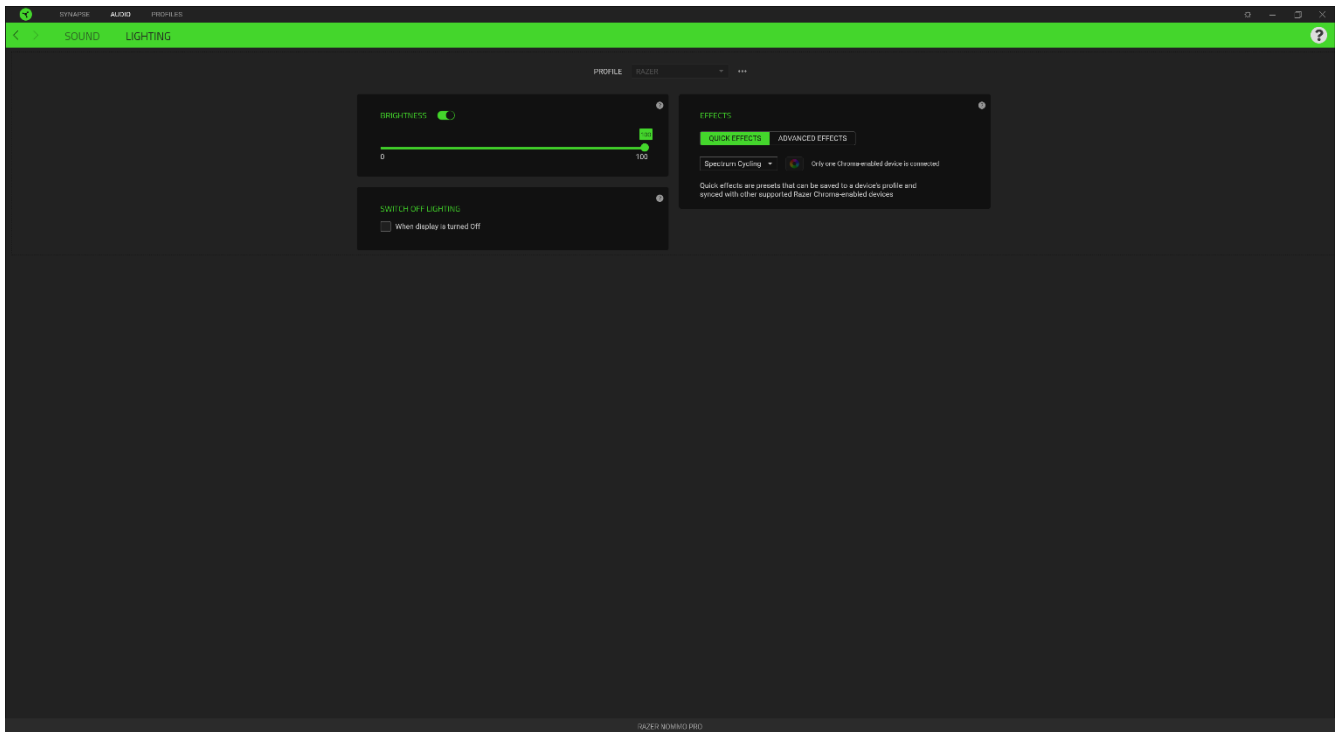 SYNAPSE AUDIO PROFILES
SOUND LIGHTING
PROFILE RAZER
BRIGHTNESS
100
0 100
SWITCH OFF LIGHTING
When display is turned Off
EFFECTS
QUICK EFFECTS ADVANCED EFFECTS
Spectrum Cycling Only one Chroma-enabled device is connected
Quick effects are presets that can be saved to a device's profile and
synced with other supported Razer Chroma-enabled devices
RAZER NOMMO PRO